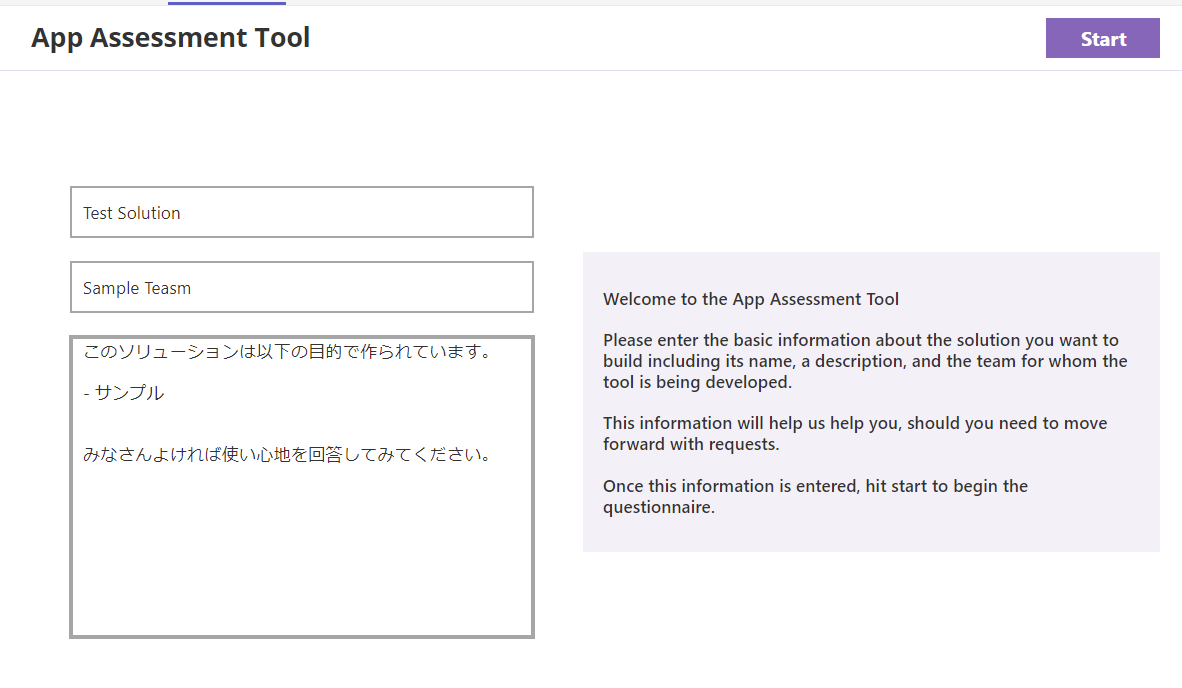 App Assessment Tool
Start
Test Solution
Sample Teasm
このソリューションは以下の目的で作られています。
- サンプル
みなさんよければ使い心地を回答してみてください。
Welcome to the App Assessment Tool
Please enter the basic information about the solution you want to
build including its name, a description, and the team for whom the
tool is being developed.
This information will help us help you, should you need to move
forward with requests.
Once this information is entered, hit start to begin the
questionnaire.